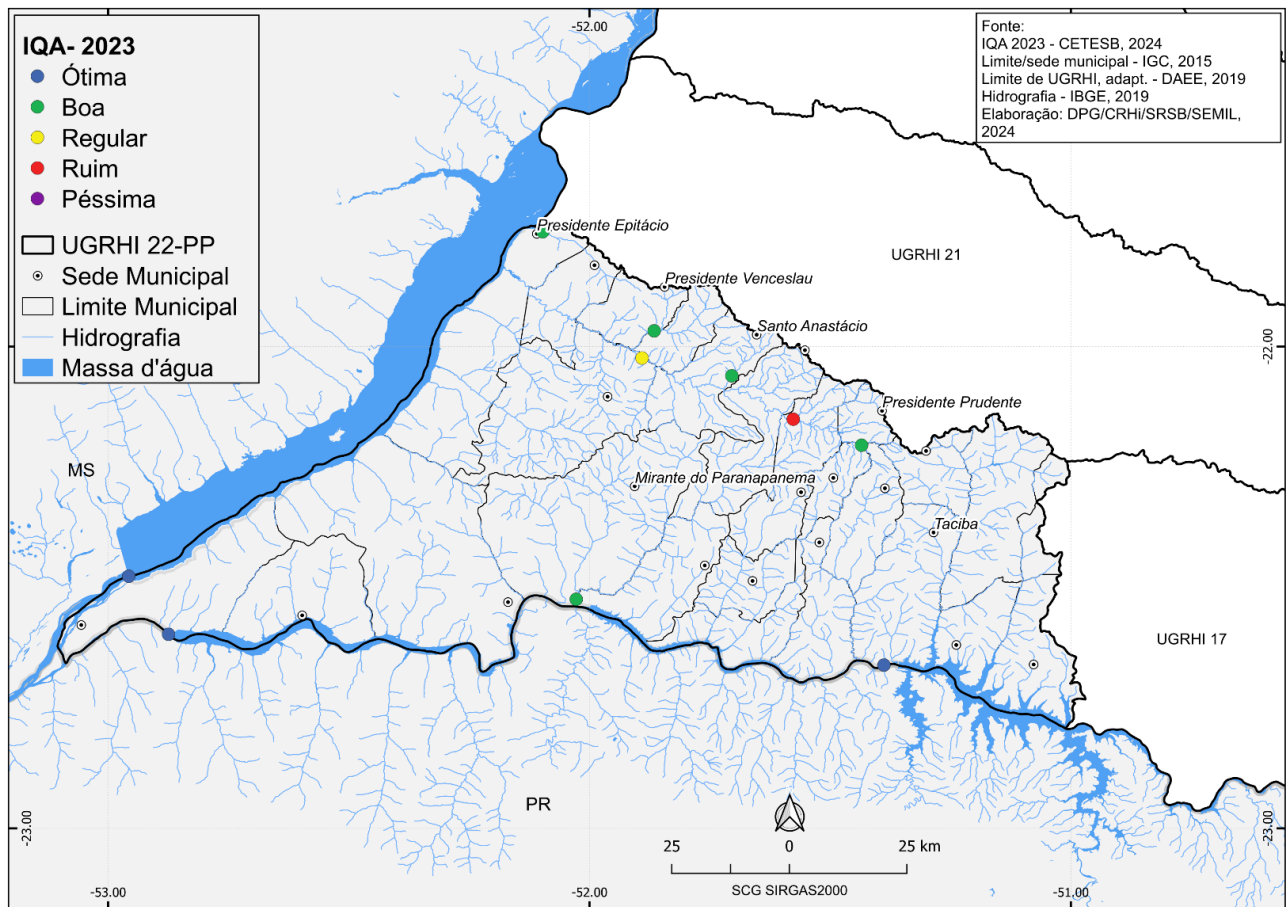 IQA- 2023
Ótima
Boa
Regular
Ruim
Péssima
UGRHI 22-PP
Sede Municipal
Limite Municipal
Hidrografia
Massa d'água
Fonte:
IQA 2023 - CETESB, 2024
Limite/sede municipal - IGC, 2015
Limite de UGRHI, adapt. - DAEE, 2019
Hidrografia - IBGE, 2019
Elaboração: DPG/CRHi/SRSB/SEMIL,
2024
-52.00
Presidente Epitácio
UGRHI 21
Presidente Venceslau
Santo Anastácio
-22.00
-22.00
Presidente Prudente
MS
Mirante do Paranapanema
Taciba
UGRHI 17
PR
-23.00
-23.00
25 0 25 km
SCG SIRGAS2000
-53.00
-52.00
-51.00